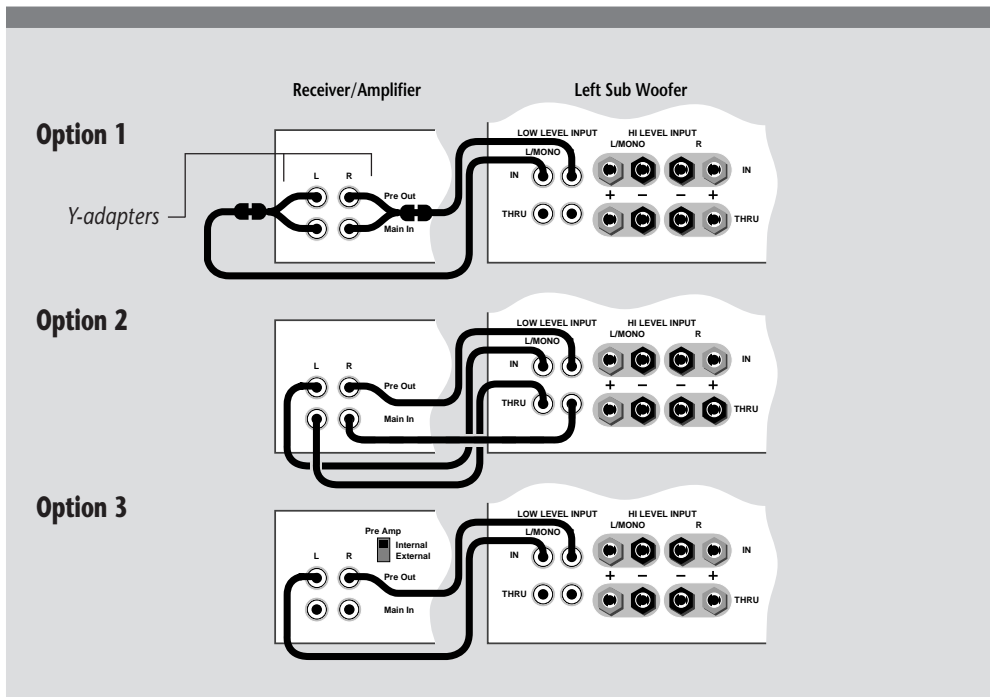 Receiver/Amplifier Left Sub Woofer
Option 1
LOW LEVEL INPUT HI LEVEL INPUT
L/MONO L/MONO R
L R IN IN
Pre Out + – – +
Y-adapters THRU THRU
Main In
Option 2
LOW LEVEL INPUT HI LEVEL INPUT
L/MONO L/MONO R
L R IN IN
Pre Out + – – +
THRU THRU
Main In
Option 3
LOW LEVEL INPUT HI LEVEL INPUT
Pre Amp L/MONO L/MONO R
Internal
L R External IN IN
Pre Out + – – +
THRU THRU
Main In